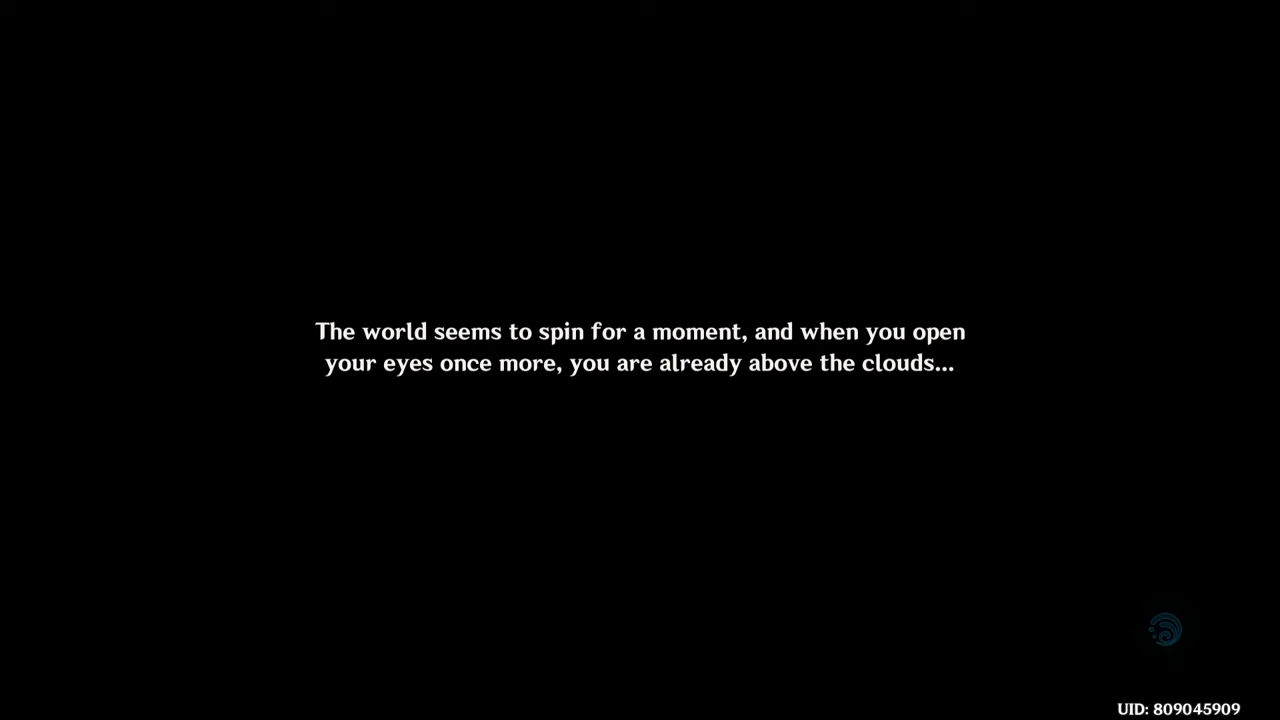 The world seems to spin for a moment, and when you open
your eyes once more, you are already above the clouds...
UID: 809045909